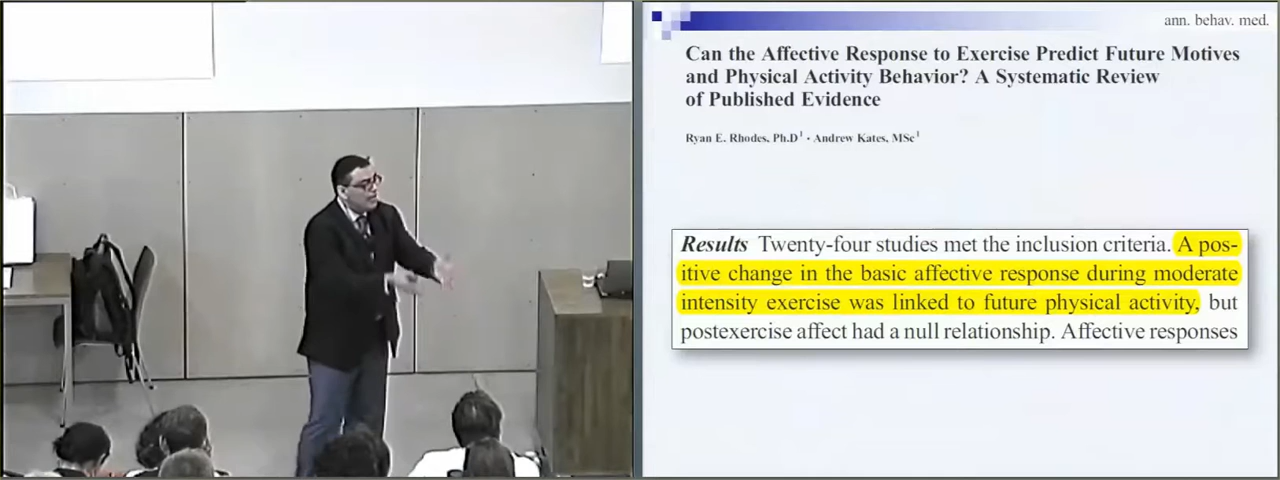 ann. behav. med.
Can the Affective Response to Exercise Predict Future Motives
and Physical Activity Behavior? A Systematic Review
of Published Evidence
Ryan E. Rhodes, Ph.D¹ · Andrew Kates, MSc¹
Results Twenty-four studies met the inclusion criteria. A pos-
itive change in the basic affective response during moderate
intensity exercise was linked to future physical activity, but
postexercise affect had a null relationship. Affective responses